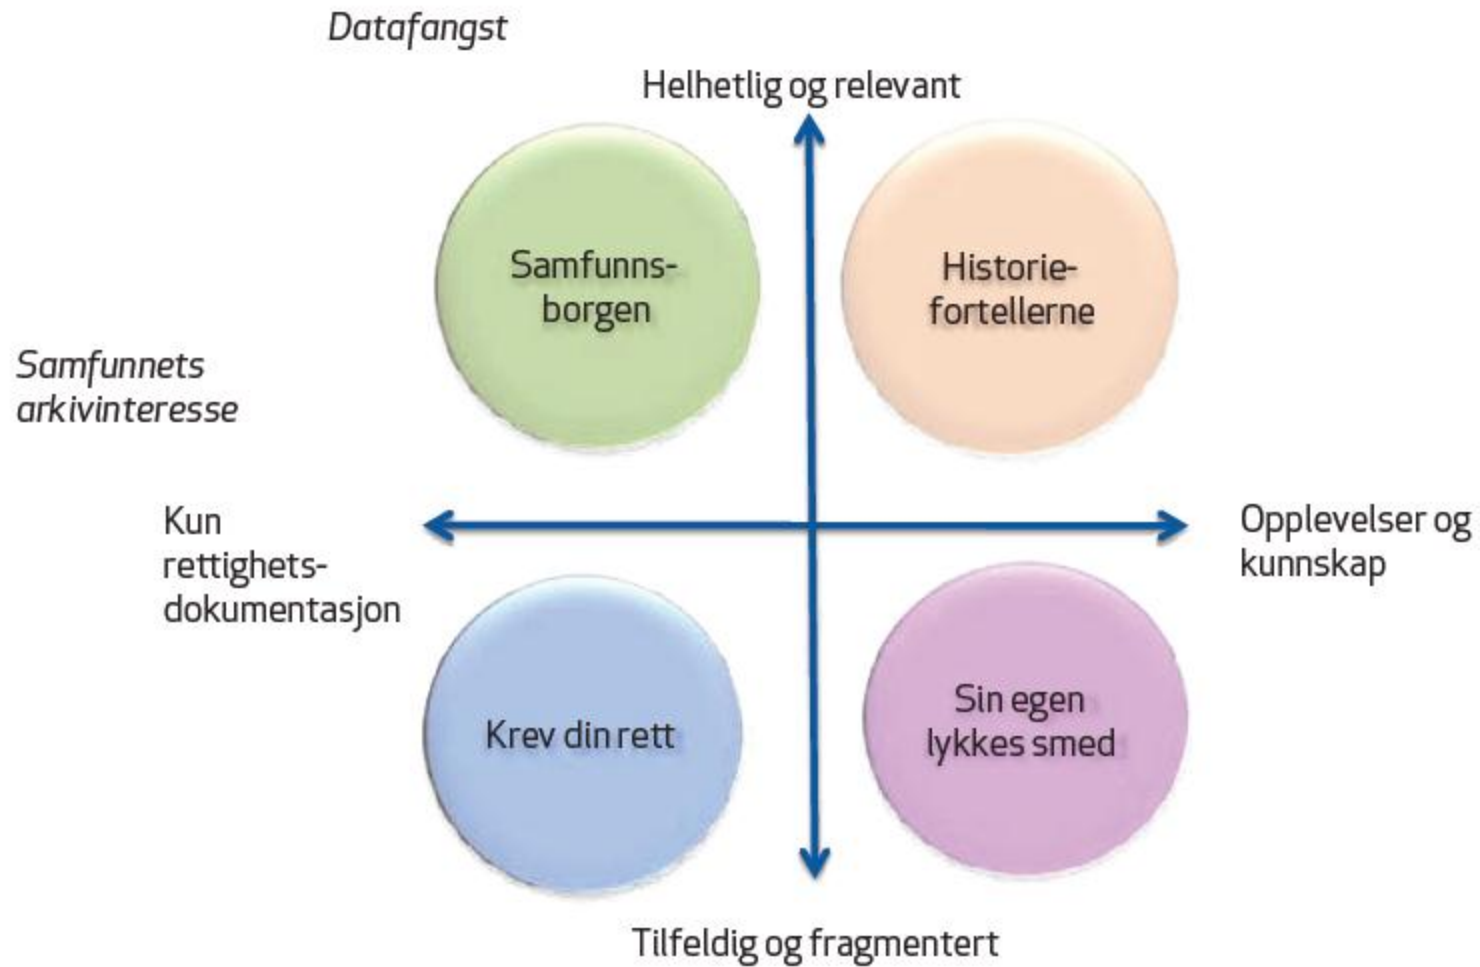 Datafangst
Helhetlig og relevant
Samfunns-
borgen
Historie-
fortellerne
Samfunnets
arkivinteresse
Kun
rettighets-
dokumentasjon
Opplevelser og
kunnskap
Krev din rett
Sin egen
lykkes smed
Tilfeldig og fragmentert